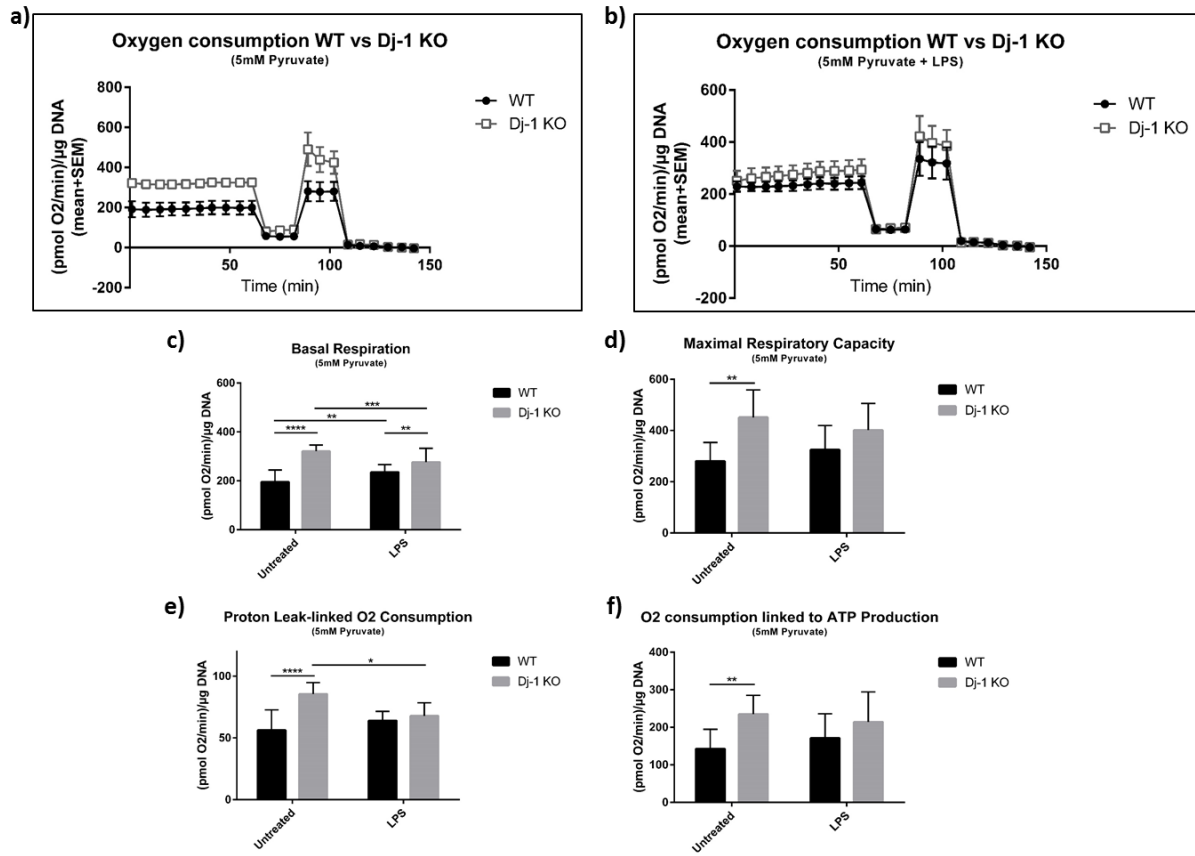 a)
Oxygen consumption WT vs Dj-1 KO
(5mM Pyruvate)
(pmol O2/min)/µg DNA
(mean+SEM)
800
600
400
200
0
-200
50
100
150
Time (min)
WT
Dj-1 KO
b)
Oxygen consumption WT vs Dj-1 KO
(5mM Pyruvate + LPS)
(pmol O2/min)/µg DNA
(mean+SEM)
600
400
200
0
-200
50
100
150
Time (min)
WT
Dj-1 KO
c)
Basal Respiration
(5mM Pyruvate)
(pmol O2/min)/µg DNA
600
400
200
0
****
**
***
**
Untreated
LPS
WT
Dj-1 KO
d)
Maximal Respiratory Capacity
(5mM Pyruvate)
(pmol O2/min)/µg DNA
600
400
200
0
**
Untreated
LPS
WT
Dj-1 KO
e)
Proton Leak-linked O2 Consumption
(5mM Pyruvate)
(pmol O2/min)/µg DNA
100
50
0
****
*
Untreated
LPS
WT
Dj-1 KO
f)
O2 consumption linked to ATP Production
(5mM Pyruvate)
(pmol O2/min)/µg DNA
400
300
200
100
0
**
Untreated
LPS
WT
Dj-1 KO